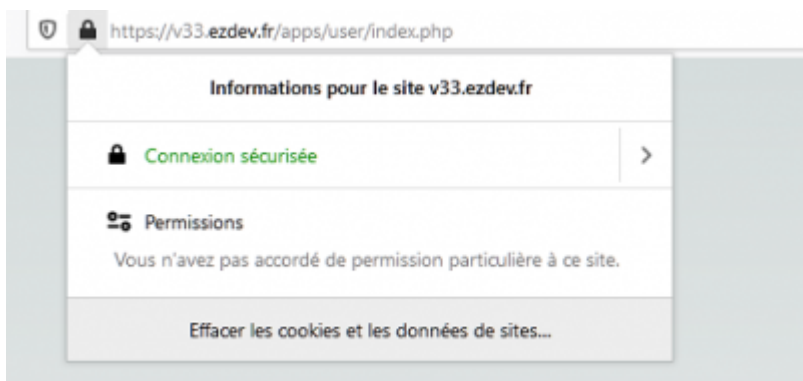 https://v33.ezdev.fr/apps/user/index.php
Informations pour le site v33.ezdev.fr
Connexion sécurisée
Permissions
Vous n'avez pas accordé de permission particulière à ce site.
Effacer les cookies et les données de sites...